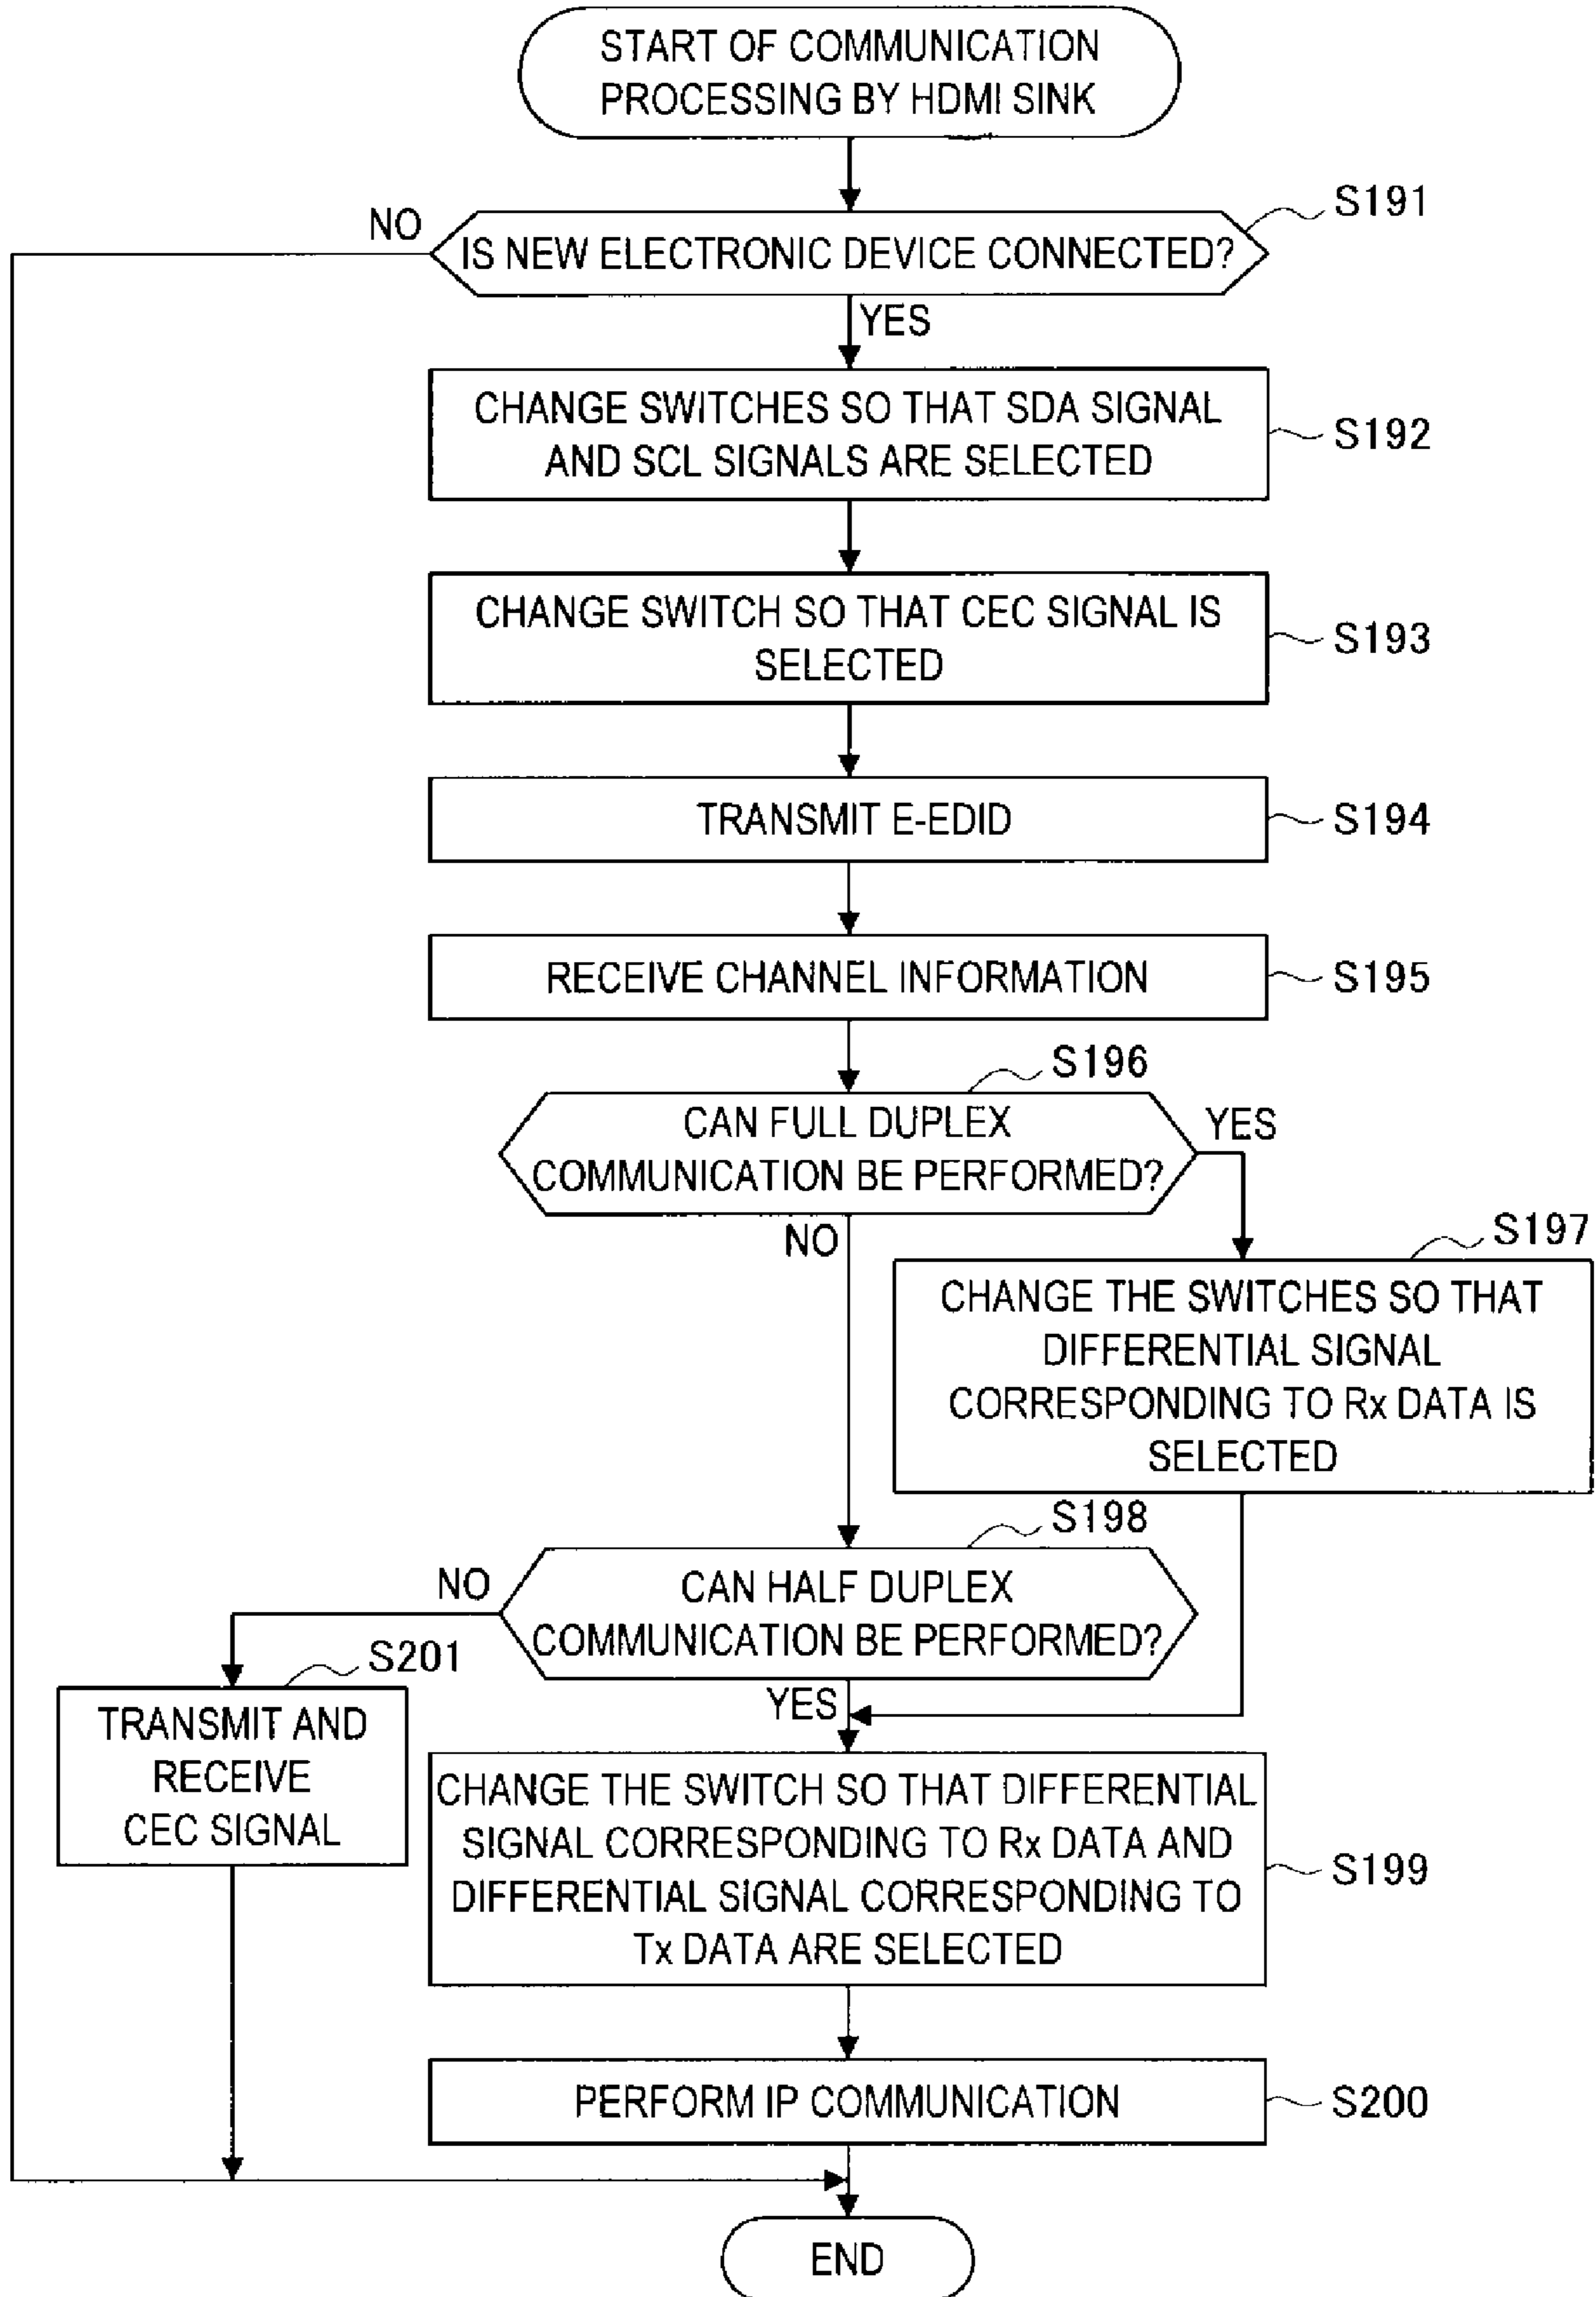 START OF COMMUNICATION
PROCESSING BY HDMI SINK
S191
NO
IS NEW ELECTRONIC DEVICE CONNECTED?
YES
CHANGE SWITCHES SO THAT SDA SIGNAL
AND SCL SIGNALS ARE SELECTED
S192
CHANGE SWITCH SO THAT CEC SIGNAL IS
SELECTED
S193
TRANSMIT E-EDID
S194
RECEIVE CHANNEL INFORMATION
S195
S196
CAN FULL DUPLEX
COMMUNICATION BE PERFORMED?
YES
NO
S197
CHANGE THE SWITCHES SO THAT
DIFFERENTIAL SIGNAL
CORRESPONDING TO Rx DATA IS
SELECTED
S198
NO
CAN HALF DUPLEX
COMMUNICATION BE PERFORMED?
S201
YES
TRANSMIT AND
RECEIVE
CEC SIGNAL
CHANGE THE SWITCH SO THAT DIFFERENTIAL
SIGNAL CORRESPONDING TO Rx DATA AND
DIFFERENTIAL SIGNAL CORRESPONDING TO
Tx DATA ARE SELECTED
S199
PERFORM IP COMMUNICATION
S200
END